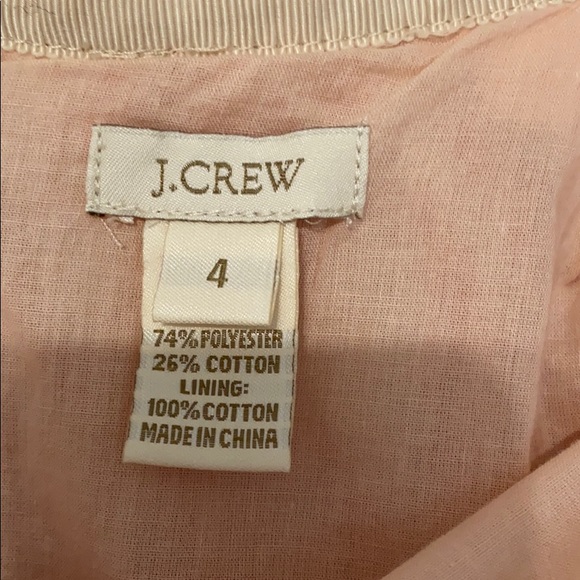 J.CREW
4
74% POLYESTER
26% COTTON
LINING:
100% COTTON
MADE IN CHINA